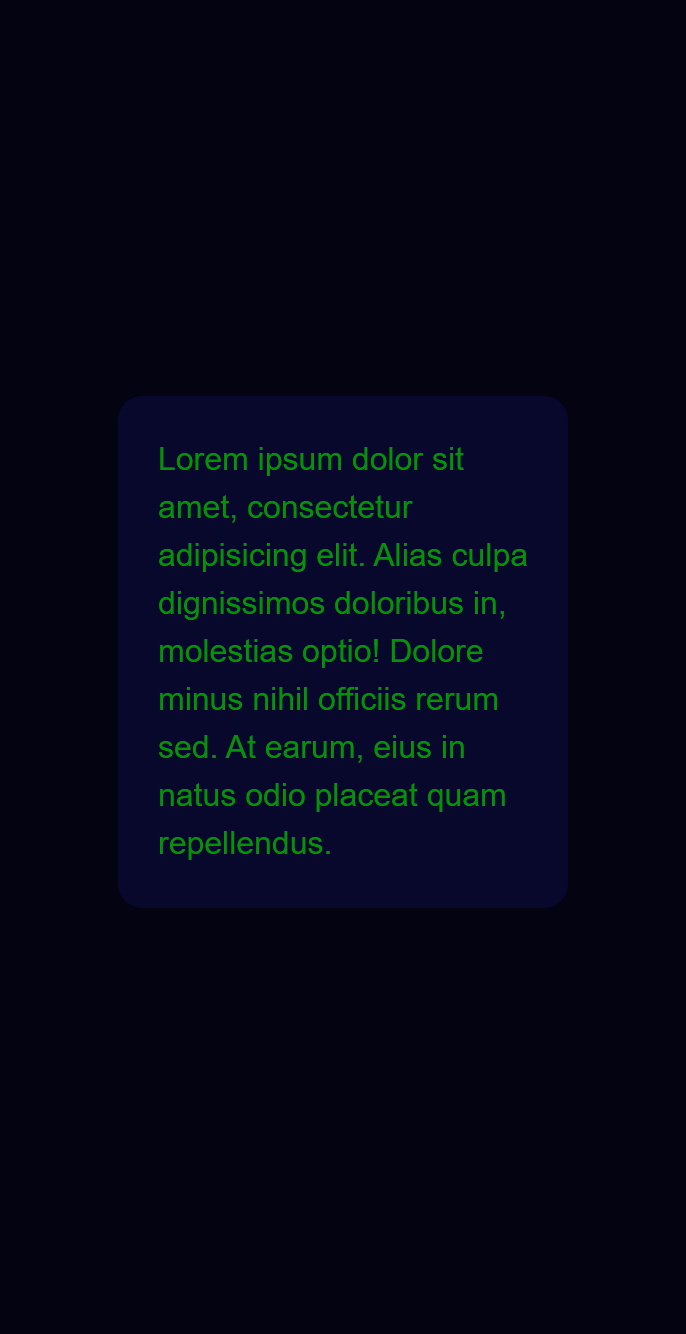 Lorem ipsum dolor sit
amet, consectetur
adipisicing elit. Alias culpa
dignissimos doloribus in,
molestias optio! Dolore
minus nihil officiis rerum
sed. At earum, eius in
natus odio placeat quam
repellendus.